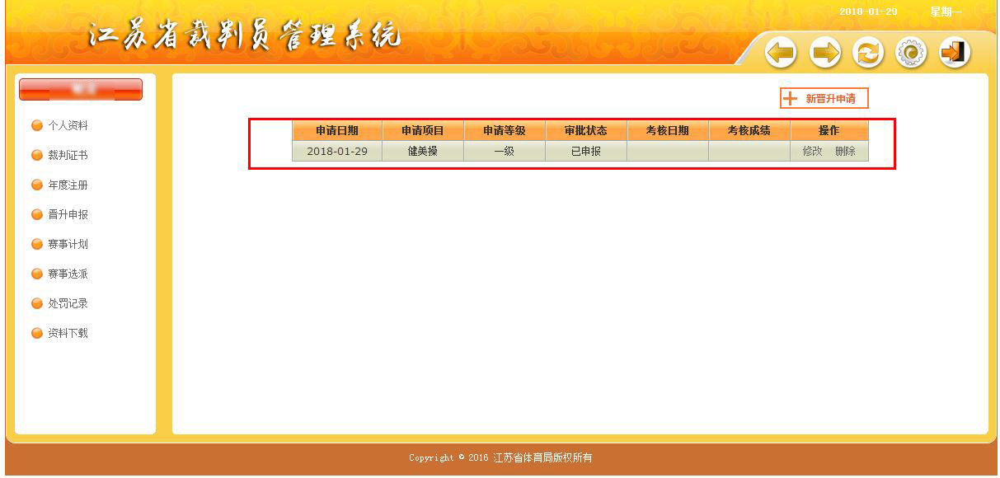 2018-01-29 星期一
江苏省裁判员管理系统
新晋升申请
个人资料
裁判证书
年度注册
晋升申报
赛事计划
赛事选派
处罚记录
资料下载
申请日期 申请项目 申请等级 审批状态 考核日期 考核成绩 操作
2018-01-29 健美操 一级 已申报 修改 删除
Copyright © 2016 江苏省体育局版权所有